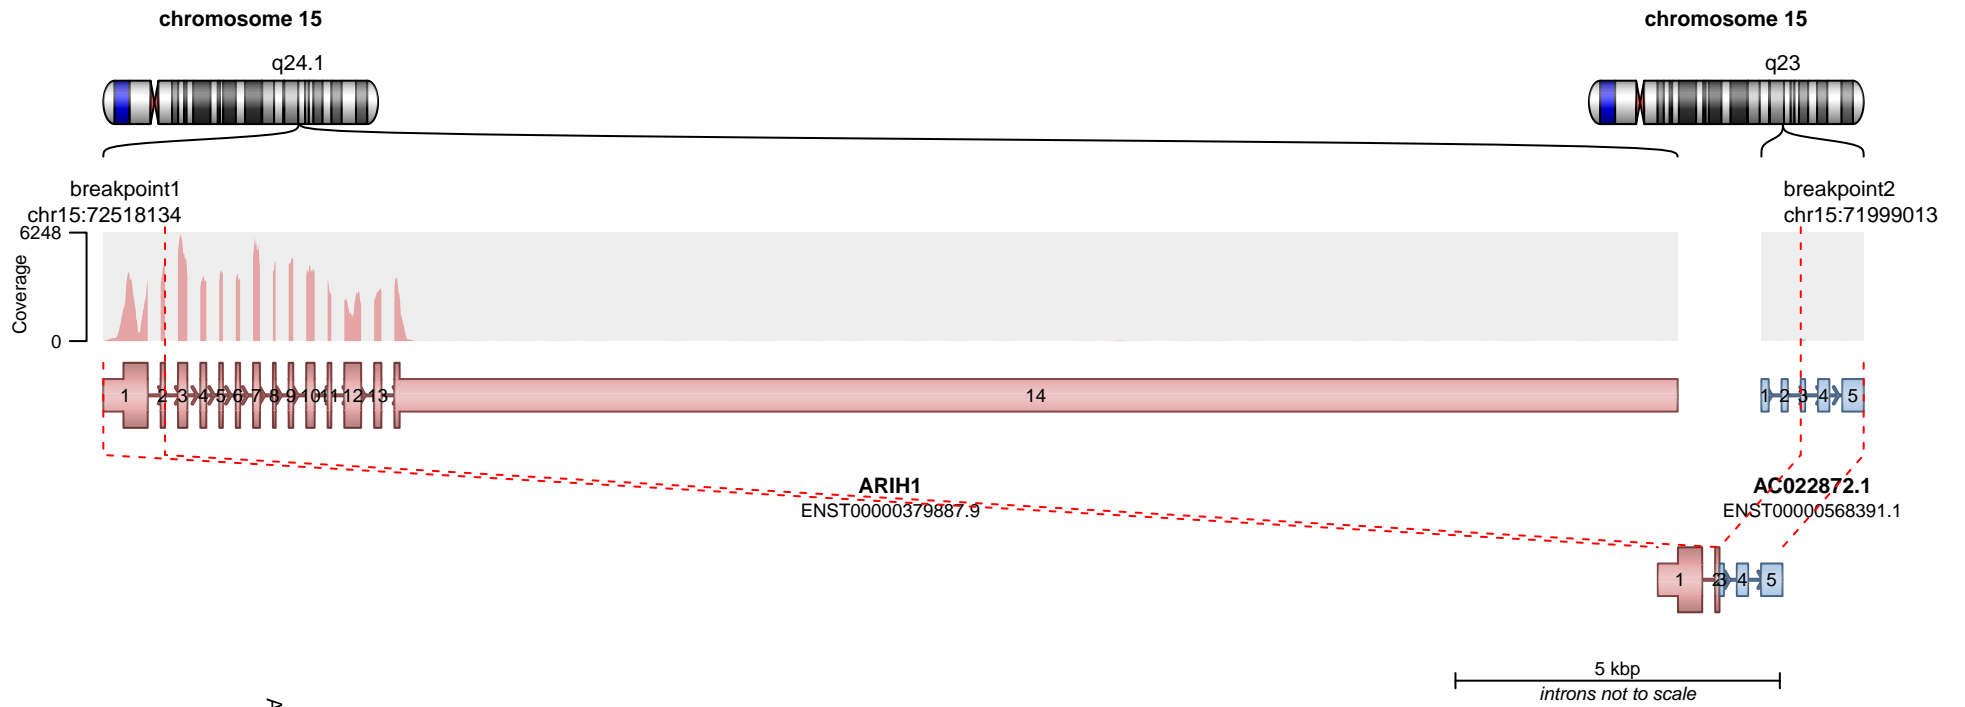 chromosome 15
chromosome 15
q24.1
q23
breakpoint1
chr15:72518134
breakpoint2
chr15:71999013
6248
Coverage
0
1 2 3 4 5 6 7 8 9 10 11 12 13 14
1 2 3 4 5
ARIH1
ENST00000379887.9
AC022872.1
ENST00000568391.1
1 2 3 4 5
5 kbp
introns not to scale
A